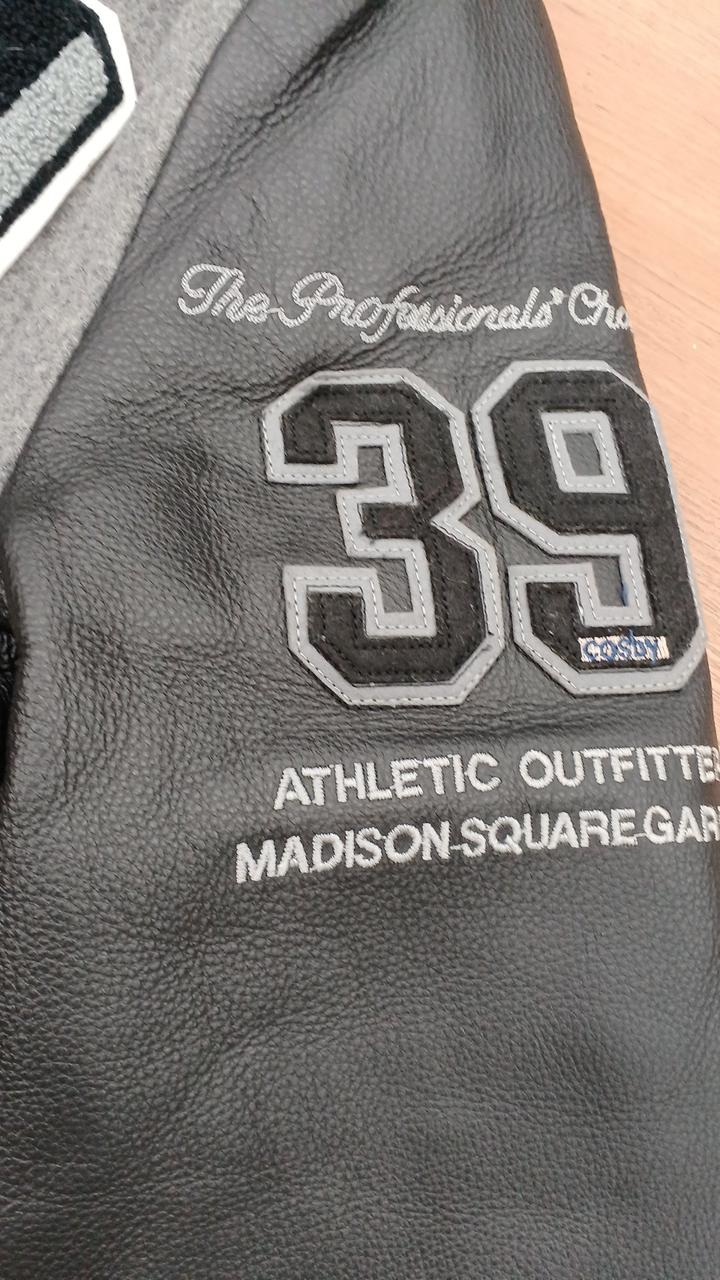 The Professionals' Cho
39
cosby
ATHLETIC OUTFITTE
MADISON SQUARE GAR